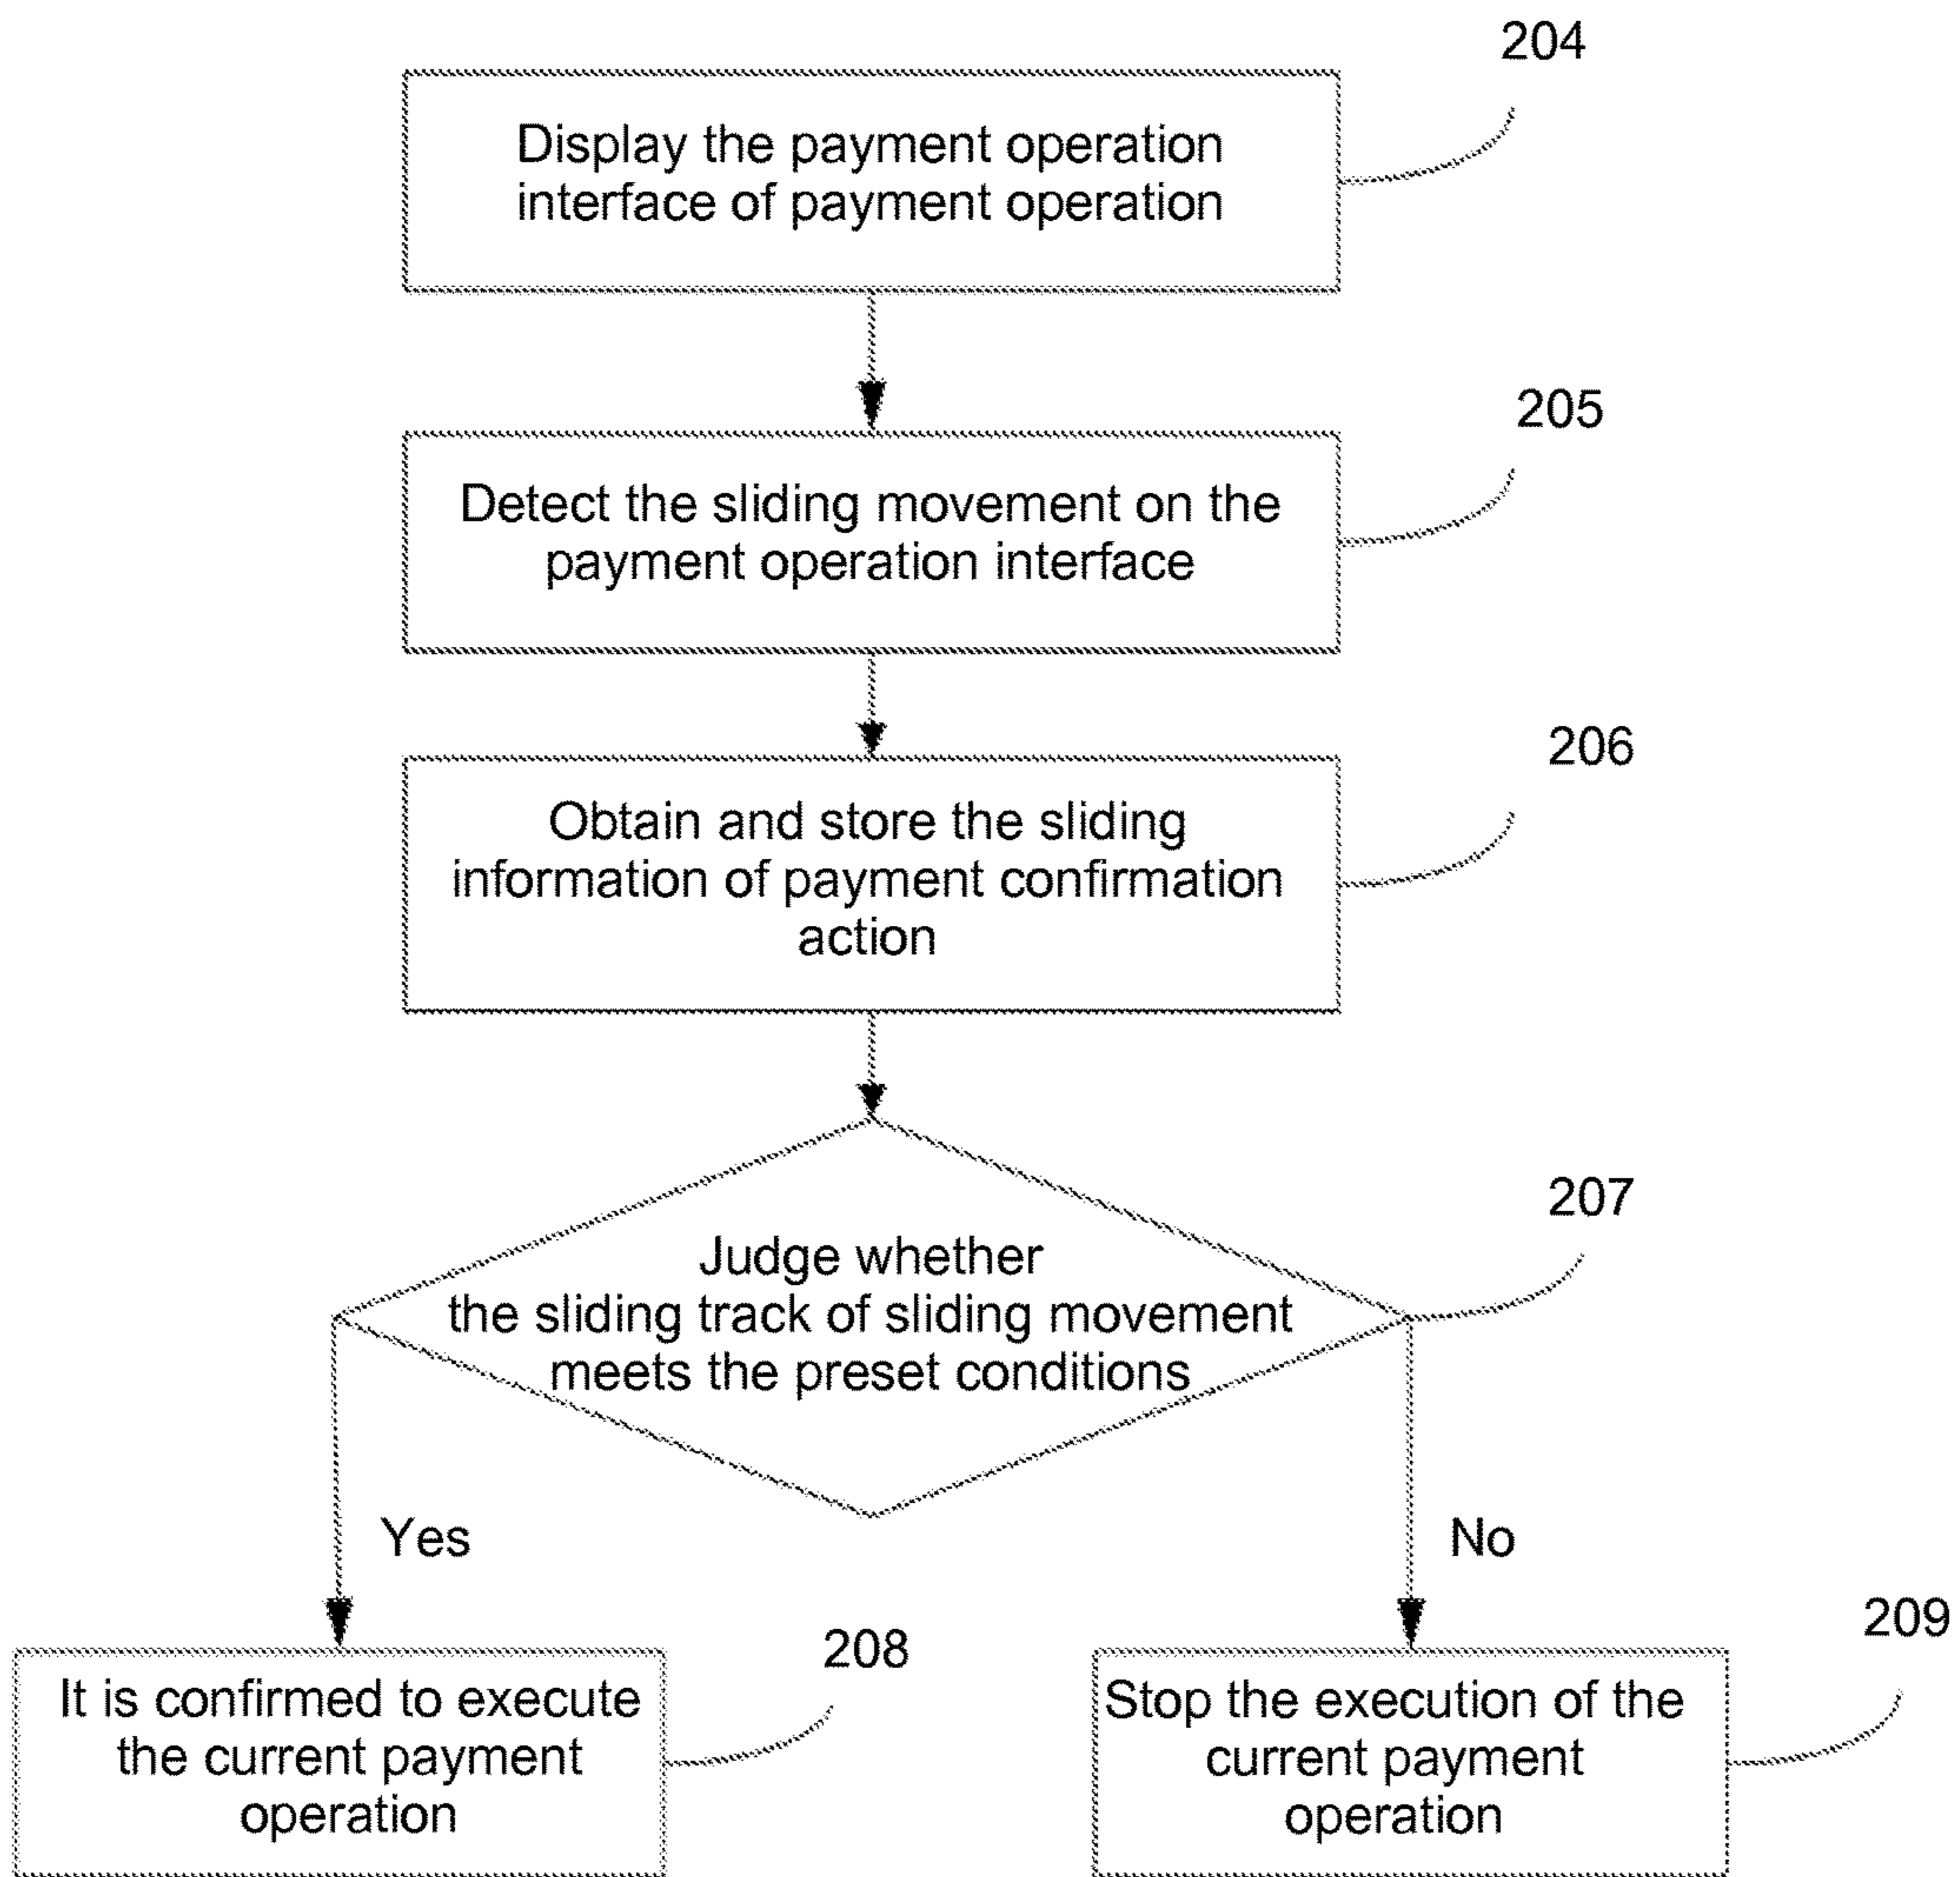 204
Display the payment operation
interface of payment operation
205
Detect the sliding movement on the
payment operation interface
206
Obtain and store the sliding
information of payment confirmation
action
207
Judge whether
the sliding track of sliding movement
meets the preset conditions
Yes
No
208
It is confirmed to execute
the current payment
operation
209
Stop the execution of the
current payment
operation